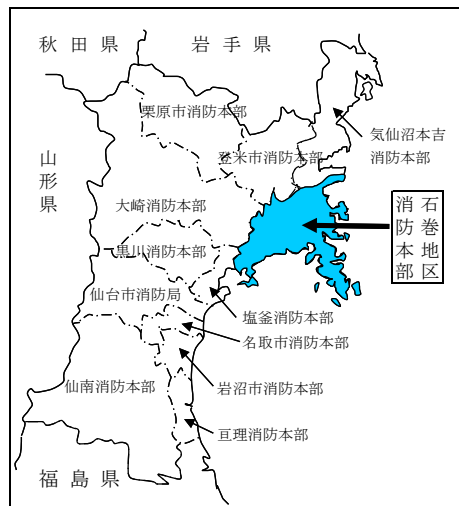 秋田県
岩手県
栗原市消防本部
気仙沼本吉
消防本部
登米市消防本部
山形県
石巻地区
消防本部
大崎消防本部
黒川消防本部
仙台市消防局
塩釜消防本部
名取市消防本部
仙南消防本部
岩沼市消防本部
亘理消防本部
福島県